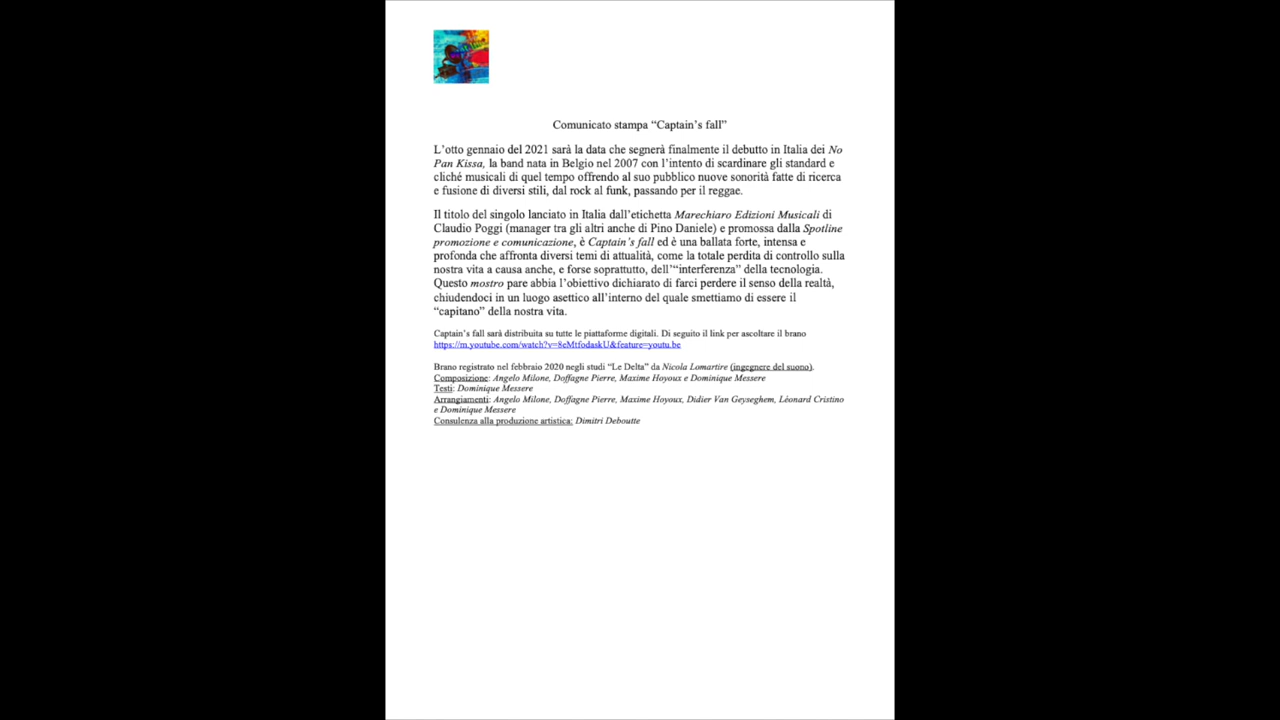 Comunicato stampa “Captain’s fall”
L’otto gennaio del 2021 sarà la data che segnerà finalmente il debutto in Italia dei No
Pan Kissa, la band nata in Belgio nel 2007 con l’intento di scardinare gli standard e
cliché musicali di quel tempo offrendo al suo pubblico nuove sonorità fatte di ricerca
e fusione di diversi stili, dal rock al funk, passando per il reggae.
Il titolo del singolo lanciato in Italia dall’etichetta Marechiaro Edizioni Musicali di
Claudio Poggi (manager tra gli altri anche di Pino Daniele) e promossa dalla Spotline
promozione e comunicazione, è Captain’s fall ed è una ballata forte, intensa e
profonda che affronta diversi temi di attualità, come la totale perdita di controllo sulla
nostra vita a causa anche, e forse soprattutto, dell’“interferenza” della tecnologia.
Questo mostro pare abbia l’obiettivo dichiarato di farci perdere il senso della realtà,
chiudendoci in un luogo asettico all’interno del quale smettiamo di essere il
“capitano” della nostra vita.
Captain’s fall sarà distribuita su tutte le piattaforme digitali. Di seguito il link per ascoltare il brano
https://m.youtube.com/watch?v=8eMtfodaskU&feature=youtu.be
Brano registrato nel febbraio 2020 negli studi “Le Delta” da Nicola Lomartire (ingegnere del suono).
Composizione: Angelo Milone, Doffagne Pierre, Maxime Hoyoux e Dominique Messere
Testi: Dominique Messere
Arrangiamenti: Angelo Milone, Doffagne Pierre, Maxime Hoyoux, Didier Van Geyseghem, Léonard Cristino
e Dominique Messere
Consulenza alla produzione artistica: Dimitri Deboutte